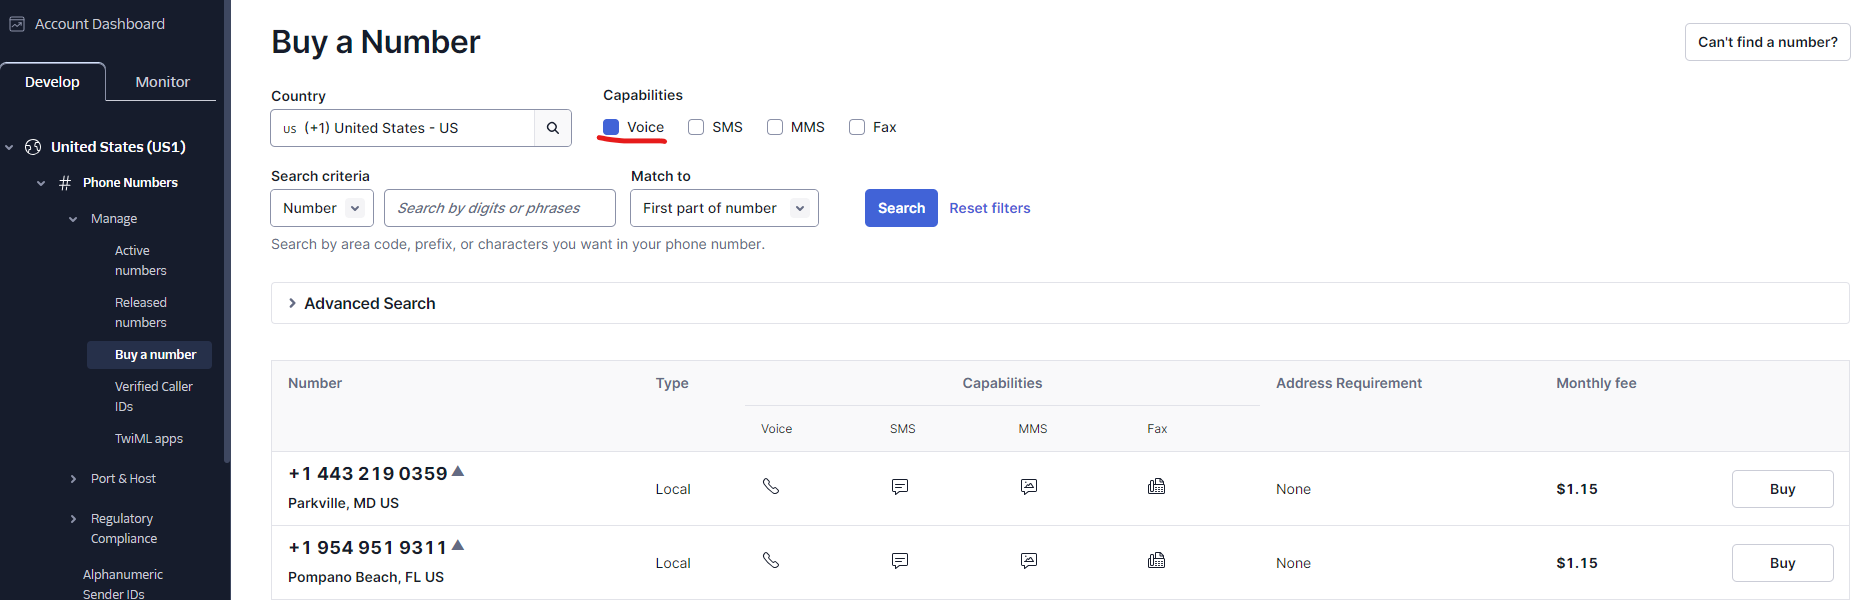 Account Dashboard
Develop
Monitor
United States (US1)
# Phone Numbers
Manage
Active
numbers
Released
numbers
Buy a number
Verified Caller
IDs
TwiML apps
Port & Host
Regulatory
Compliance
Alphanumeric
Sender IDs
Buy a Number
Can't find a number?
Country
US (+1) United States - US
Capabilities
Voice SMS MMS Fax
Search criteria
Number
Search by digits or phrases
Match to
First part of number
Search
Reset filters
Search by area code, prefix, or characters you want in your phone number.
Advanced Search
Number Type Capabilities Address Requirement Monthly fee
Voice SMS MMS Fax
+1 443 219 0359
Parkville, MD US
Local None $1.15 Buy
+1 954 951 9311
Pompano Beach, FL US
Local None $1.15 Buy